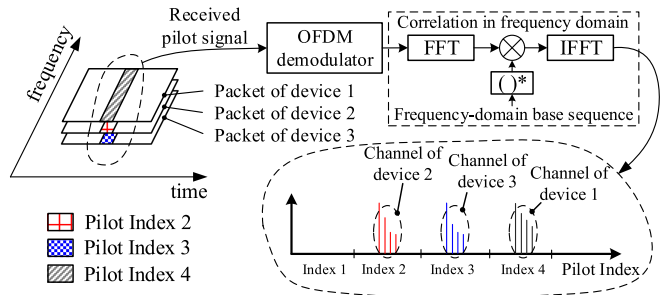 Received
pilot signal
OFDM
demodulator
Correlation in frequency domain
FFT
IFFT
()*
Frequency-domain base sequence
frequency
Packet of device 1
Packet of device 2
Packet of device 3
time
Pilot Index 2
Pilot Index 3
Pilot Index 4
Channel of
device 2
Channel of
device 3
Channel of
device 1
Index 1
Index 2
Index 3
Index 4
Pilot Index